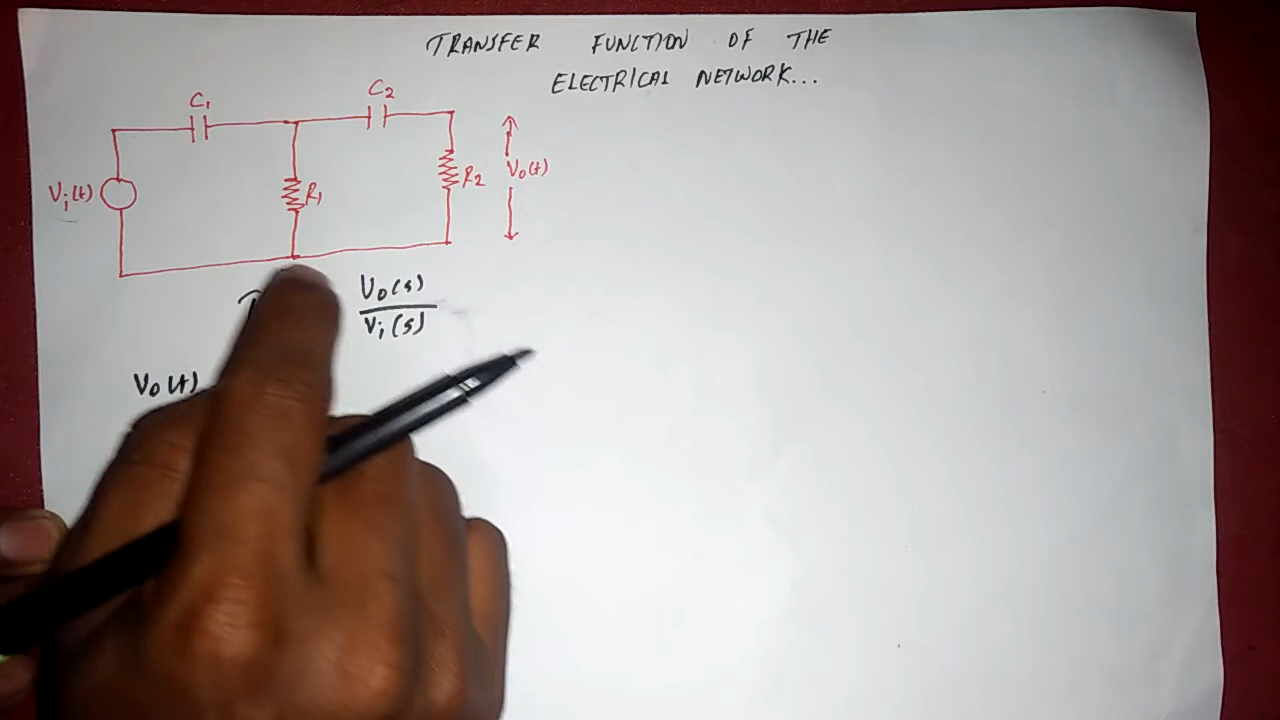 TRANSFER FUNCTION OF THE
ELECTRICAL NETWORK...
C1
C2
Vi(t)
R1
R2
Vo(t)
Vo(s)
Vi(s)
Vo(t)